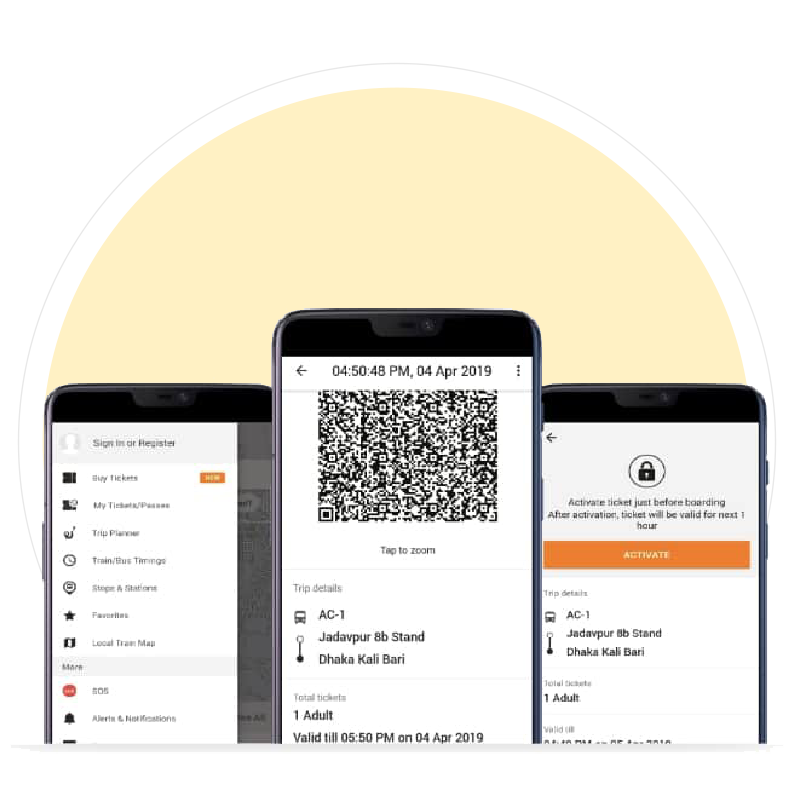 Sign In or Register
Buy Tickets
NEW
My Tickets/Passes
Trip Planner
Train/Bus Timings
Stops & Stations
Favorites
Local Train Map
More
SOS
Alerts & Notifications
04:50:48 PM, 04 Apr 2019
Tap to zoom
Trip details
AC-1
Jadavpur 8b Stand
Dhaka Kali Bari
Total tickets
1 Adult
Valid till 05:50 PM on 04 Apr 2019
Activate ticket just before boarding
After activation, ticket will be valid for next 1
hour
ACTIVATE
Trip details
AC-1
Jadavpur 8b Stand
Dhaka Kali Bari
Total tickets
1 Adult
Valid till